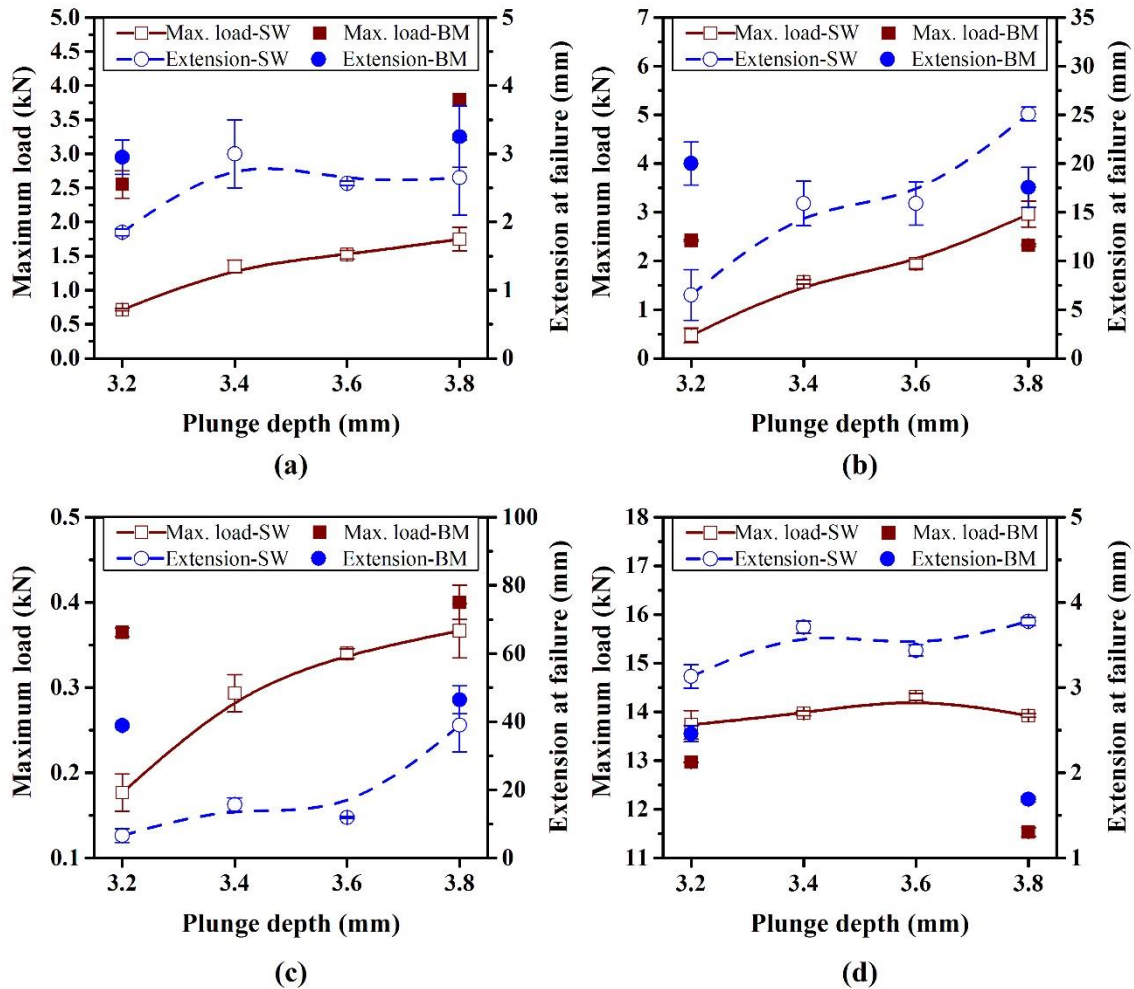 Max. load-SW Max. load-BM
Extension-SW Extension-BM
Maximum load (kN)
5.0
4.5
4.0
3.5
3.0
2.5
2.0
1.5
1.0
0.5
0.0
5
4
3
2
1
0
Extension at failure (mm)
3.2 3.4 3.6 3.8
Plunge depth (mm)
(a)
Max. load-SW Max. load-BM
Extension-SW Extension-BM
Maximum load (kN)
7
6
5
4
3
2
1
0
35
30
25
20
15
10
5
0
Extension at failure (mm)
3.2 3.4 3.6 3.8
Plunge depth (mm)
(b)
Max. load-SW Max. load-BM
Extension-SW Extension-BM
Maximum load (kN)
0.5
0.4
0.3
0.2
0.1
100
80
60
40
20
0
Extension at failure (mm)
3.2 3.4 3.6 3.8
Plunge depth (mm)
(c)
Max. load-SW Max. load-BM
Extension-SW Extension-BM
Maximum load (kN)
18
17
16
15
14
13
12
11
5
4
3
2
1
Extension at failure (mm)
3.2 3.4 3.6 3.8
Plunge depth (mm)
(d)